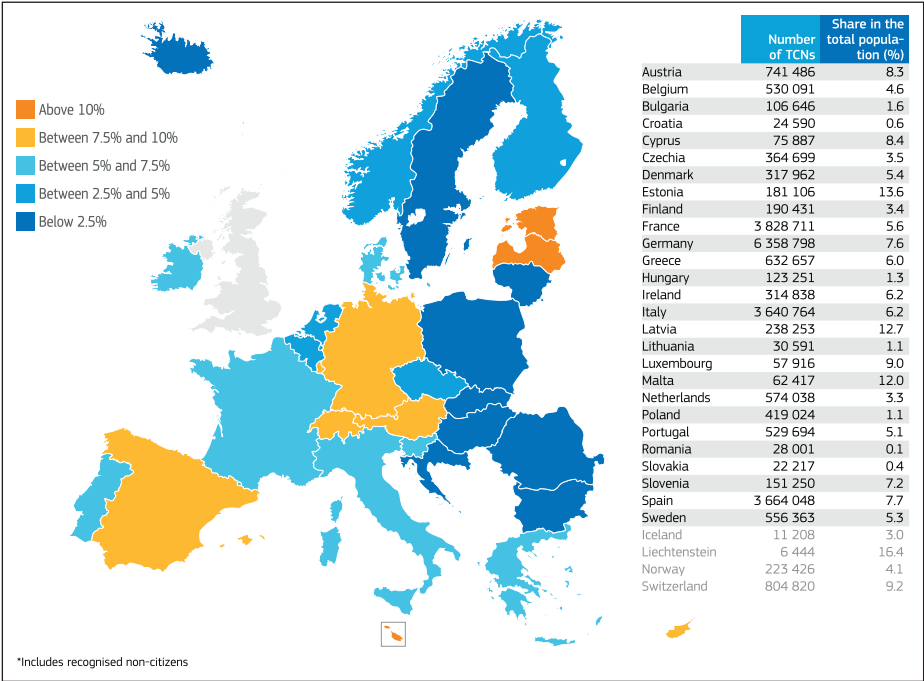 Number
of TCNs
Share in the
total popula-
tion (%)
Above 10%
Between 7.5% and 10%
Between 5% and 7.5%
Between 2.5% and 5%
Below 2.5%
Austria 741 486 8.3
Belgium 530 091 4.6
Bulgaria 106 646 1.6
Croatia 24 590 0.6
Cyprus 75 887 8.4
Czechia 364 699 3.5
Denmark 317 962 5.4
Estonia 181 106 13.6
Finland 190 431 3.4
France 3 828 711 5.6
Germany 6 358 798 7.6
Greece 632 657 6.0
Hungary 123 251 1.3
Ireland 314 838 6.2
Italy 3 640 764 6.2
Latvia 238 253 12.7
Lithuania 30 591 1.1
Luxembourg 57 916 9.0
Malta 62 417 12.0
Netherlands 574 038 3.3
Poland 419 024 1.1
Portugal 529 694 5.1
Romania 28 001 0.1
Slovakia 22 217 0.4
Slovenia 151 250 7.2
Spain 3 664 048 7.7
Sweden 556 363 5.3
Iceland 11 208 3.0
Liechtenstein 6 444 16.4
Norway 223 426 4.1
Switzerland 804 820 9.2
*Includes recognised non-citizens